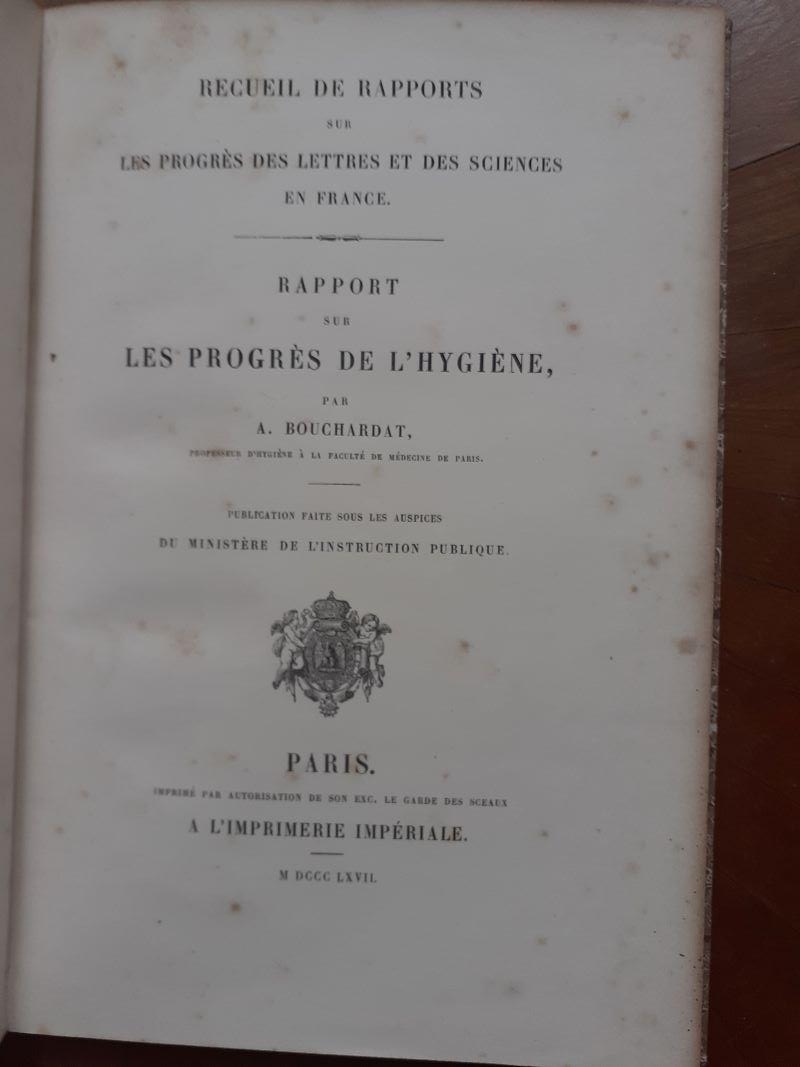 RECUEIL DE RAPPORTS
SUR
LES PROGRÈS DES LETTRES ET DES SCIENCES
EN FRANCE.
RAPPORT
SUR
LES PROGRÈS DE L'HYGIÈNE,
PAR
A. BOUCHARDAT,
PROFESSEUR D'HYGIÈNE À LA FACULTÉ DE MÉDECINE DE PARIS.
PUBLICATION FAITE SOUS LES AUSPICES
DU MINISTÈRE DE L'INSTRUCTION PUBLIQUE.
PARIS.
IMPRIMÉ PAR AUTORISATION DE SON EXC. LE GARDE DES SCEAUX
A L'IMPRIMERIE IMPÉRIALE.
M DCCC LXVII.